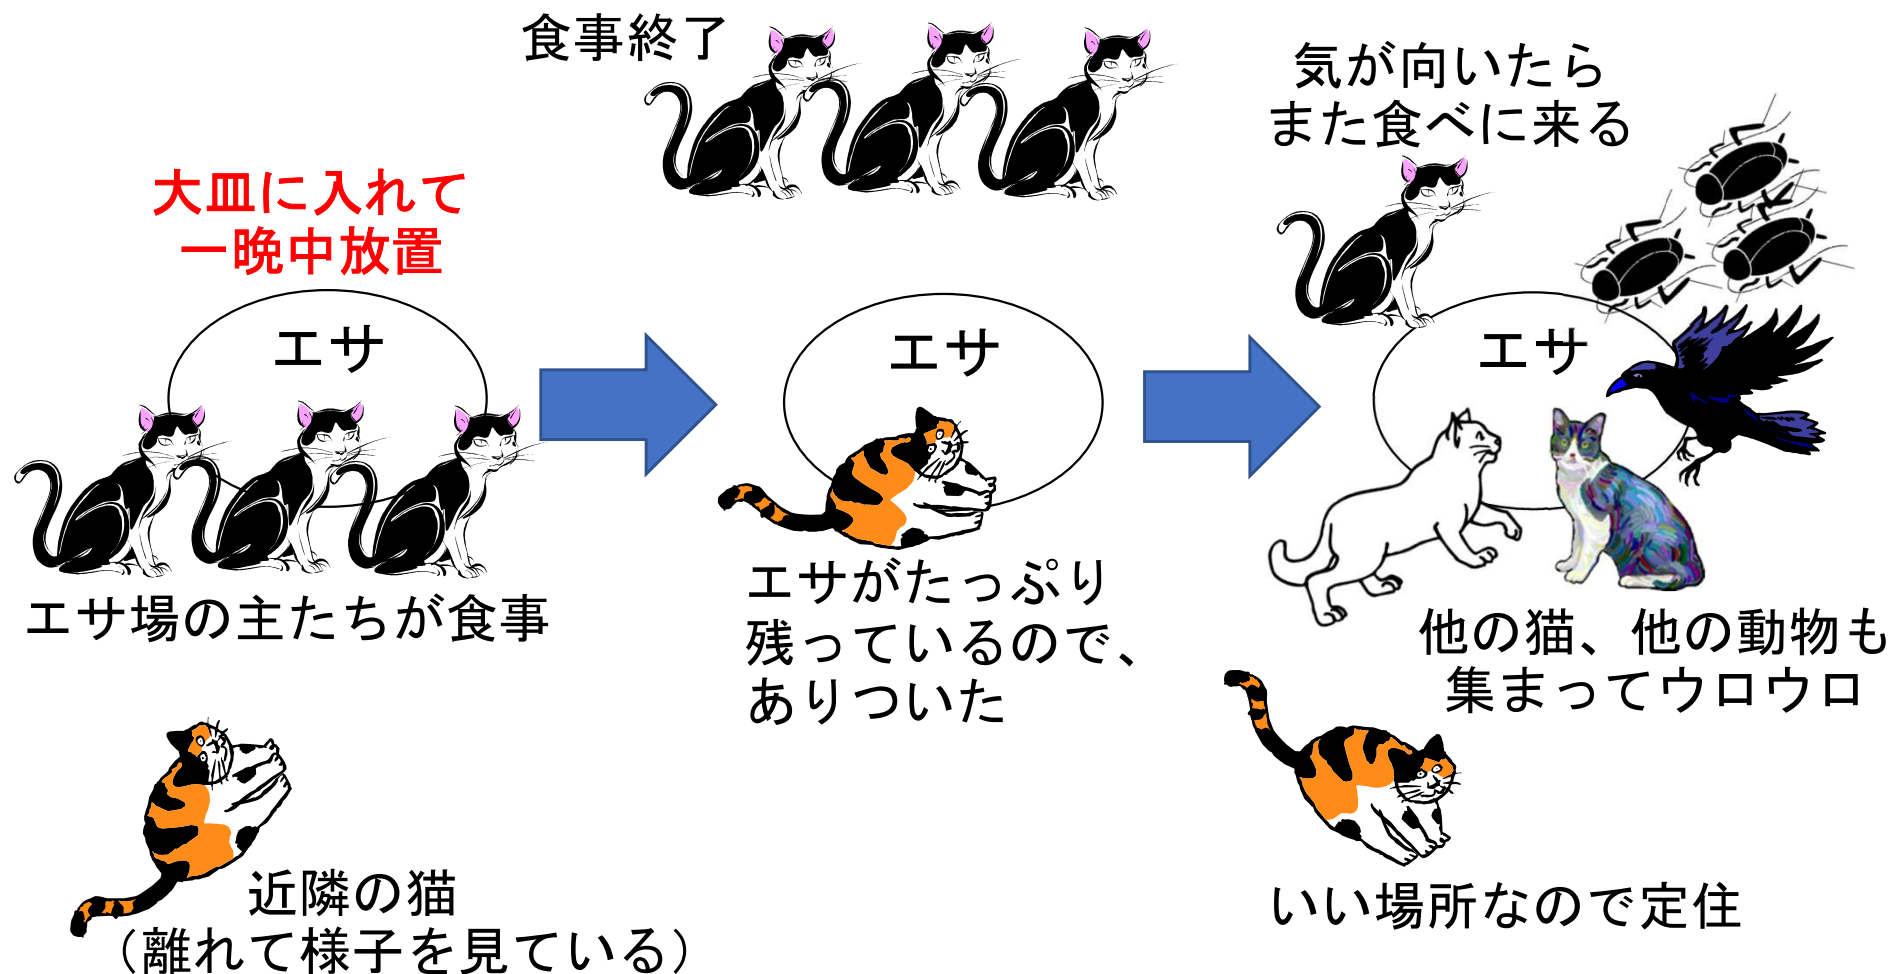 大皿に入れて
一晩中放置
エサ
エサ場の主たちが食事
近隣の猫
（離れて様子を見ている）
食事終了
エサ
エサがたっぷり
残っているので、
ありついた
気が向いたら
また食べに来る
エサ
他の猫、他の動物も
集まってウロウロ
いい場所なので定住